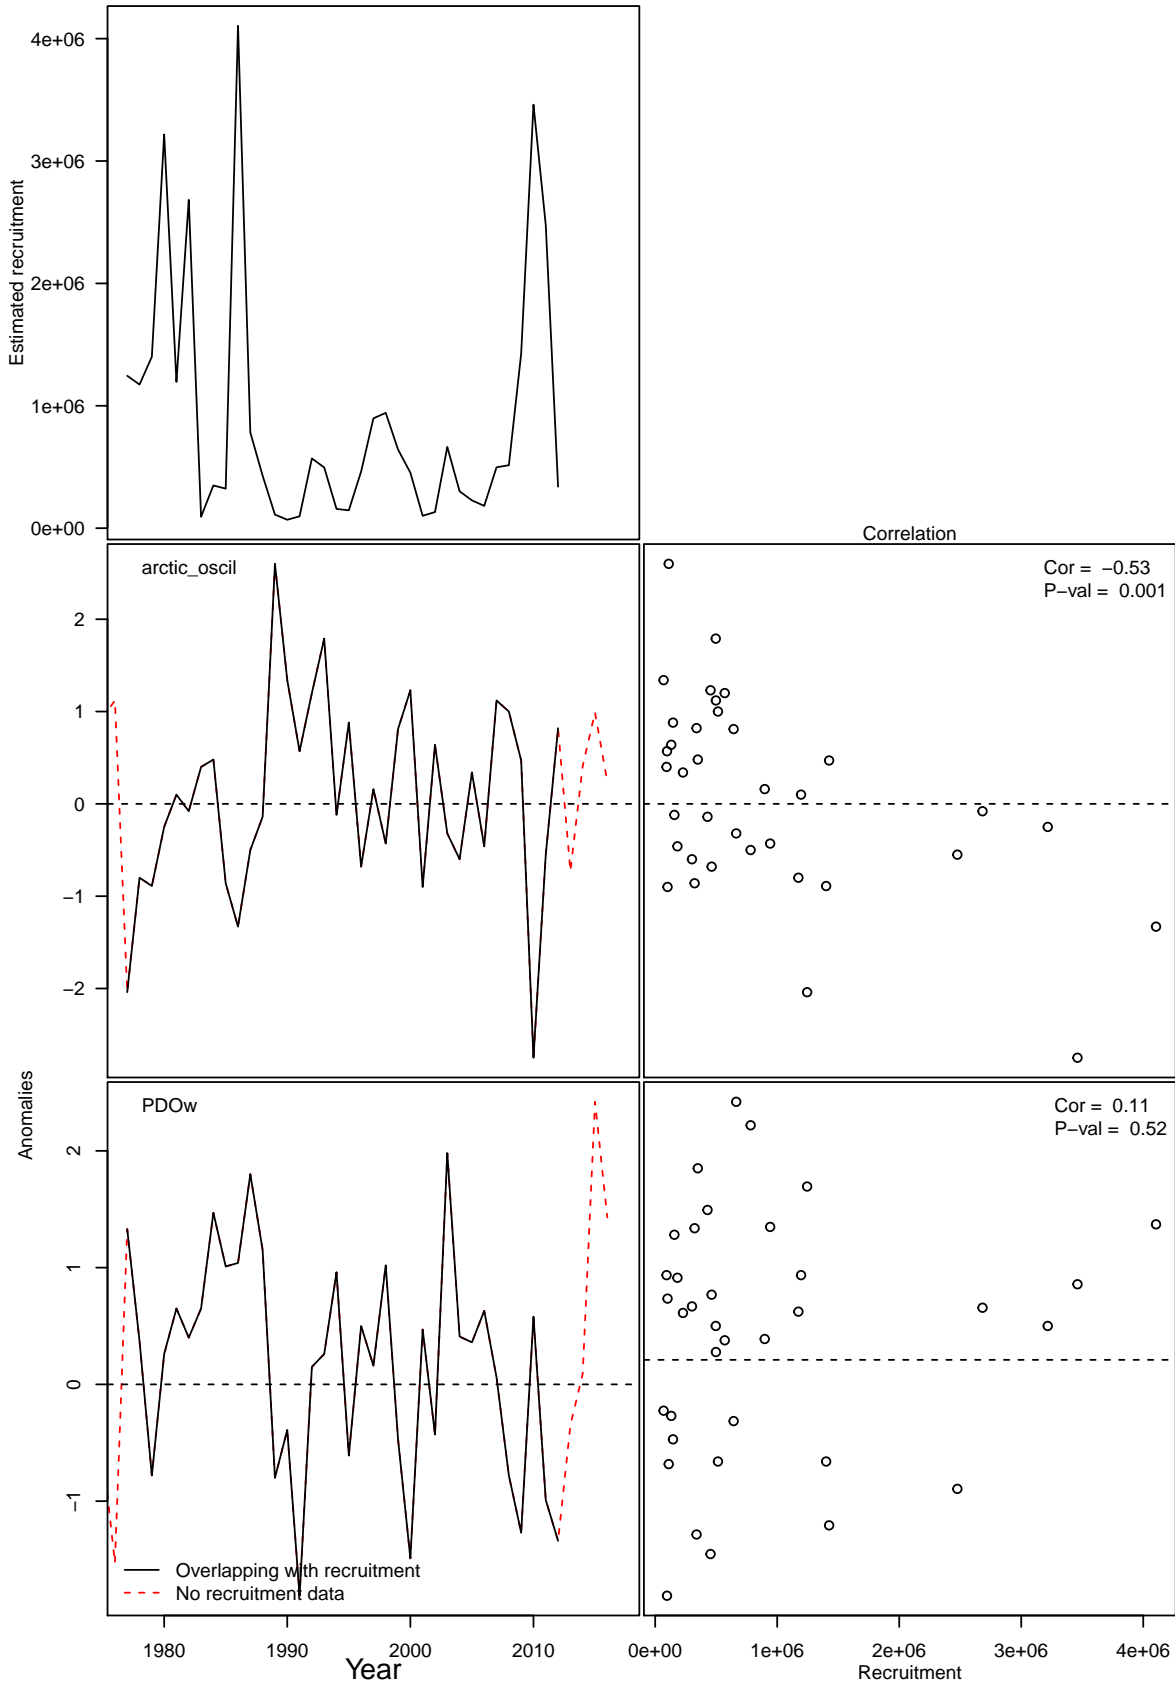 4e+06
3e+06
2e+06
1e+06
0e+00
Estimated recruitment
Correlation
arctic_oscil
2
1
0
−1
−2
Cor = −0.53
P−val = 0.001
Anomalies
PDOw
2
1
0
−1
Cor = 0.11
P−val = 0.52
Overlapping with recruitment
No recruitment data
1980 1990 2000 2010
Year
0e+00 1e+06 2e+06 3e+06 4e+06
Recruitment